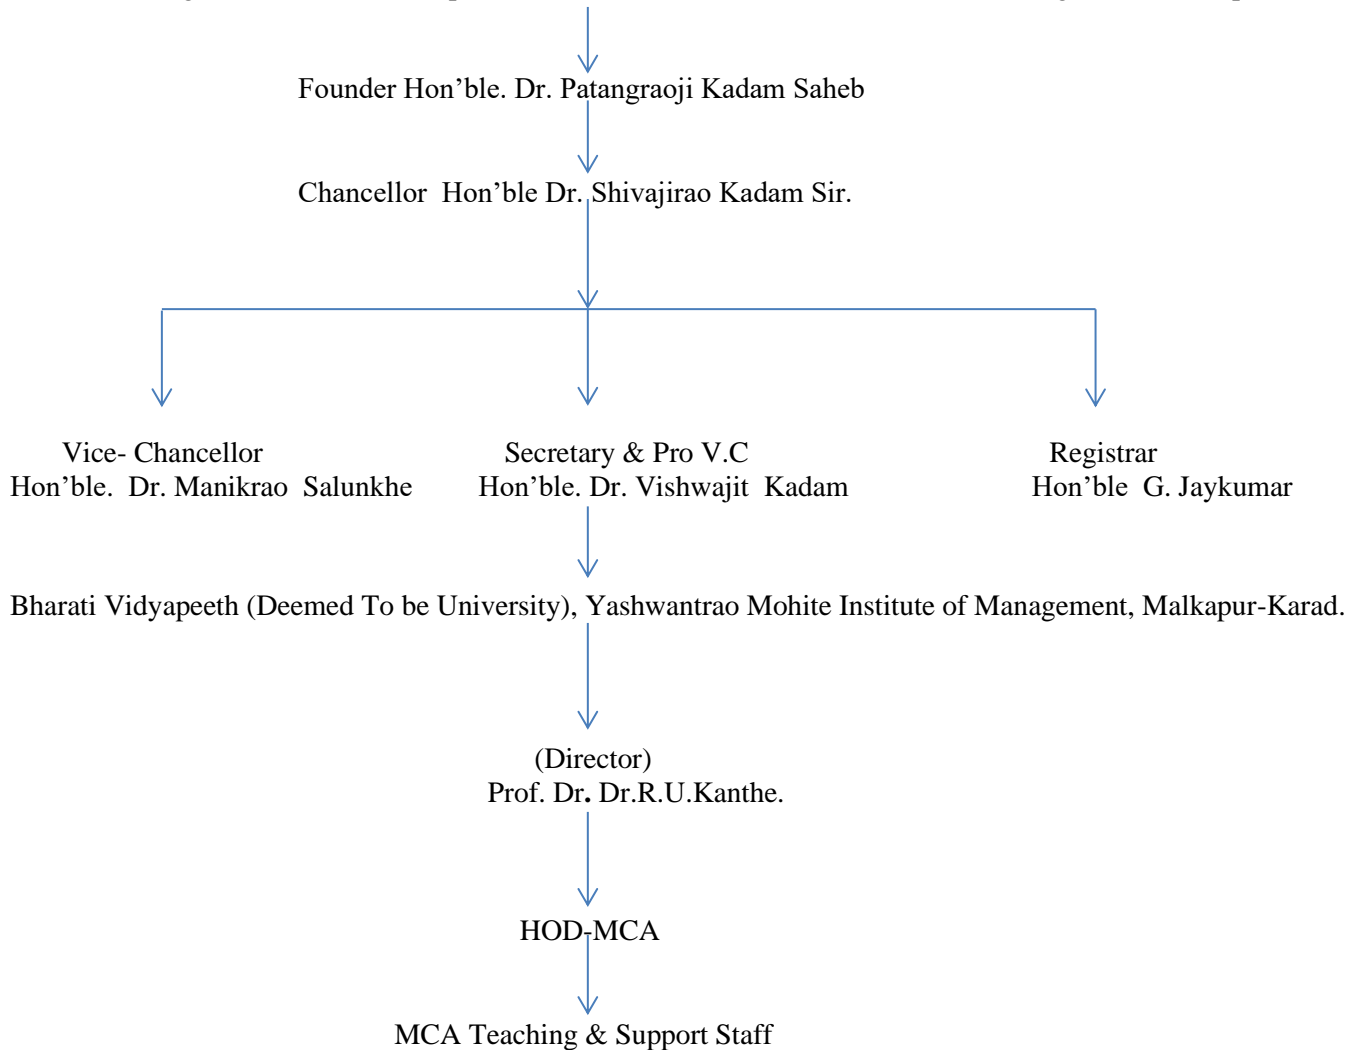 Founder Hon’ble. Dr. Patangraoji Kadam Saheb
Chancellor Hon’ble Dr. Shivajirao Kadam Sir.
Vice- Chancellor
Hon’ble. Dr. Manikrao Salunkhe
Secretary & Pro V.C
Hon’ble. Dr. Vishwajit Kadam
Registrar
Hon’ble G. Jaykumar
Bharati Vidyapeeth (Deemed To be University), Yashwantrao Mohite Institute of Management, Malkapur-Karad.
(Director)
Prof. Dr. Dr.R.U.Kanthe.
HOD-MCA
MCA Teaching & Support Staff